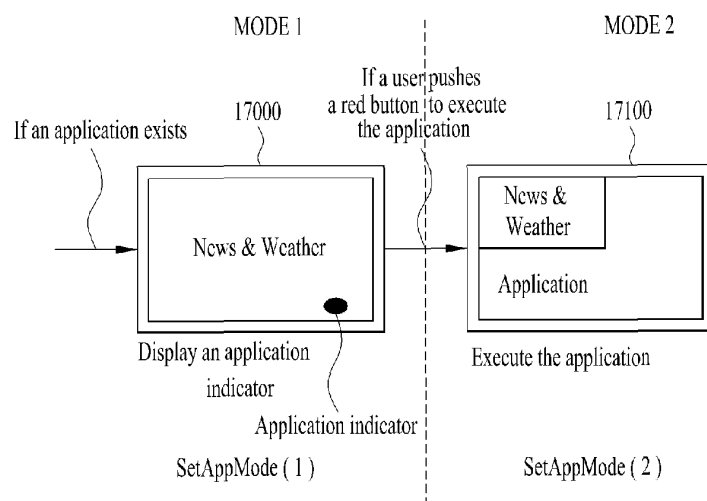 MODE 1
MODE 2
If a user pushes
a red button to execute
the application
If an application exists
17000
17100
News & Weather
News &
Weather
Application
Display an application
indicator
Application indicator
Execute the application
SetAppMode ( 1 )
SetAppMode ( 2 )